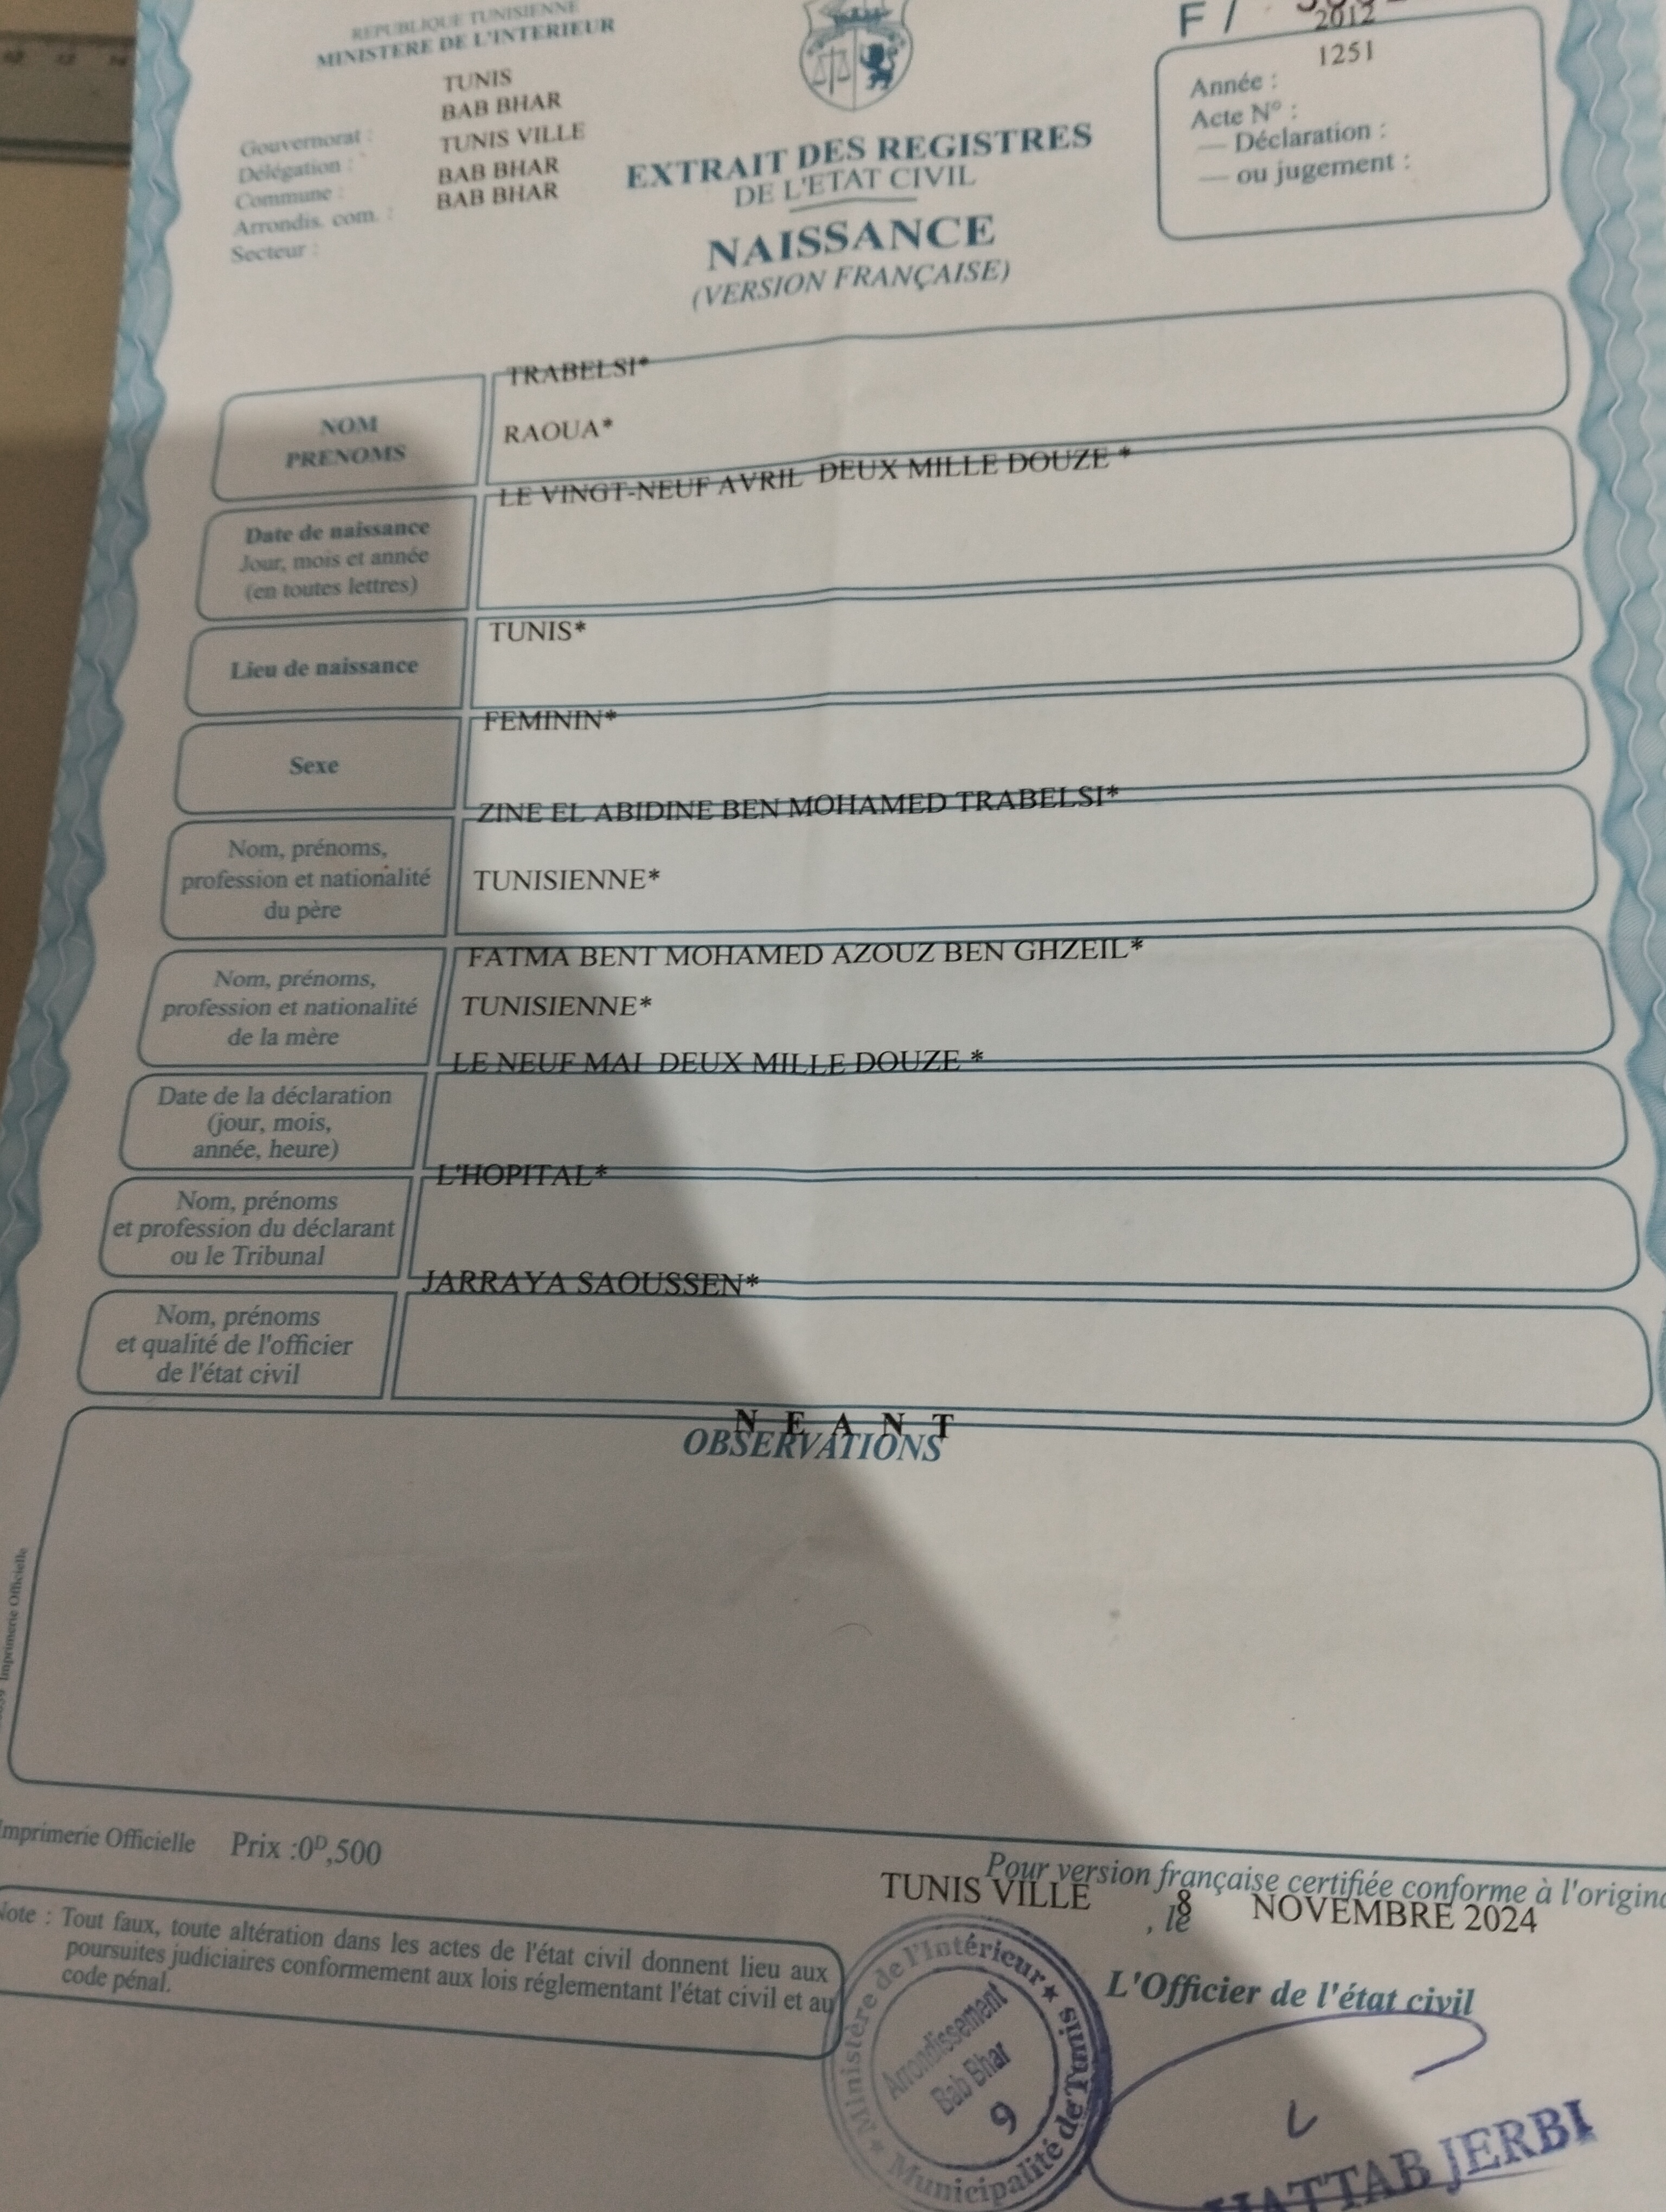 REPUBLIQUE TUNISIENNE
MINISTERE DE L'INTERIEUR
TUNIS
BAB BHAR
Gouvernorat : TUNIS VILLE
Délégation : BAB BHAR
Commune : BAB BHAR
Arrondis. com. :
Secteur :
EXTRAIT DES REGISTRES
DE L'ETAT CIVIL
NAISSANCE
(VERSION FRANÇAISE)
F /
2012
1251
Année :
Acte N° :
— Déclaration :
— ou jugement :
TRABELSI*
NOM
PRENOMS
RAOUA*
LE VINGT-NEUF AVRIL DEUX MILLE DOUZE *
Date de naissance
Jour, mois et année
(en toutes lettres)
TUNIS*
Lieu de naissance
FEMININ*
Sexe
ZINE EL ABIDINE BEN MOHAMED TRABELSI*
Nom, prénoms,
profession et nationalité
du père
TUNISIENNE*
FATMA BENT MOHAMED AZOUZ BEN GHZEIL*
Nom, prénoms,
profession et nationalité
de la mère
TUNISIENNE*
LE NEUF MAI DEUX MILLE DOUZE *
Date de la déclaration
(jour, mois,
année, heure)
L'HOPITAL*
Nom, prénoms
et profession du déclarant
ou le Tribunal
JARRAYA SAOUSSEN*
Nom, prénoms
et qualité de l'officier
de l'état civil
N E A N T
OBSERVATIONS
Imprimerie Officielle
Imprimerie Officielle Prix :0ᴰ,500
Note : Tout faux, toute altération dans les actes de l'état civil donnent lieu aux
poursuites judiciaires conformement aux lois réglementant l'état civil et au
code pénal.
Pour version française certifiée conforme à l'origin
TUNIS VILLE , le 8 NOVEMBRE 2024
L'Officier de l'état civil
★ Ministère de l'Intérieur ★ Municipalité de Tunis
Arrondissement
Bab Bhar
9
HATTAB JERBI